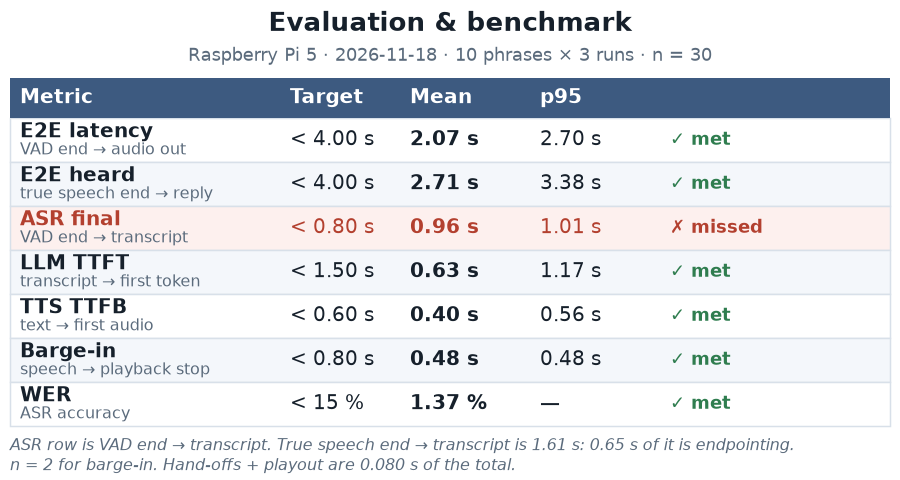 Evaluation & benchmark
Raspberry Pi 5 · 2026-11-18 · 10 phrases × 3 runs · n = 30
Metric Target Mean p95
E2E latency < 4.00 s 2.07 s 2.70 s ✓ met
VAD end → audio out
E2E heard < 4.00 s 2.71 s 3.38 s ✓ met
true speech end → reply
ASR final < 0.80 s 0.96 s 1.01 s ✗ missed
VAD end → transcript
LLM TTFT < 1.50 s 0.63 s 1.17 s ✓ met
transcript → first token
TTS TTFB < 0.60 s 0.40 s 0.56 s ✓ met
text → first audio
Barge-in < 0.80 s 0.48 s 0.48 s ✓ met
speech → playback stop
WER < 15 % 1.37 % — ✓ met
ASR accuracy
ASR row is VAD end → transcript. True speech end → transcript is 1.61 s: 0.65 s of it is endpointing.
n = 2 for barge-in. Hand-offs + playout are 0.080 s of the total.